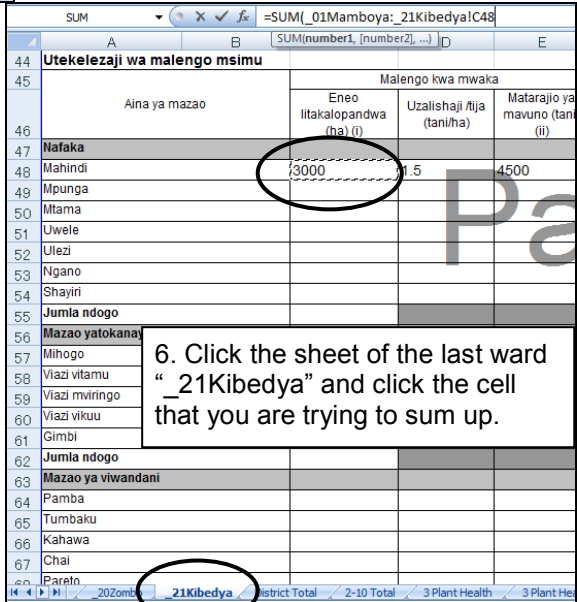 SUM =SUM(_01Mamboya:_21Kibedya!C48
SUM(number1, [number2], ...)
A B D E
44 Utekelezaji wa malengo msimu
45 Malengo kwa mwaka
46 Aina ya mazao Eneo litakalopandwa (ha) (i) Uzalishaji /tija (tani/ha) Matarajio ya mavuno (tani (ii)
47 Nafaka
48 Mahindi 3000 1.5 4500
49 Mpunga
50 Mtama
51 Uwele
52 Ulezi
53 Ngano
54 Shayiri
55 Jumla ndogo
56 Mazao yatokanay
57 Mihogo
58 Viazi vitamu
59 Viazi mviringo
60 Viazi vikuu
61 Gimbi
62 Jumla ndogo
63 Mazao ya viwandani
64 Pamba
65 Tumbaku
66 Kahawa
67 Chai
Pareto
Pa
6. Click the sheet of the last ward
“_21Kibedya” and click the cell
that you are trying to sum up.
_20Zombo _21Kibedya District Total 2-10 Total 3 Plant Health 3 Plant Hea